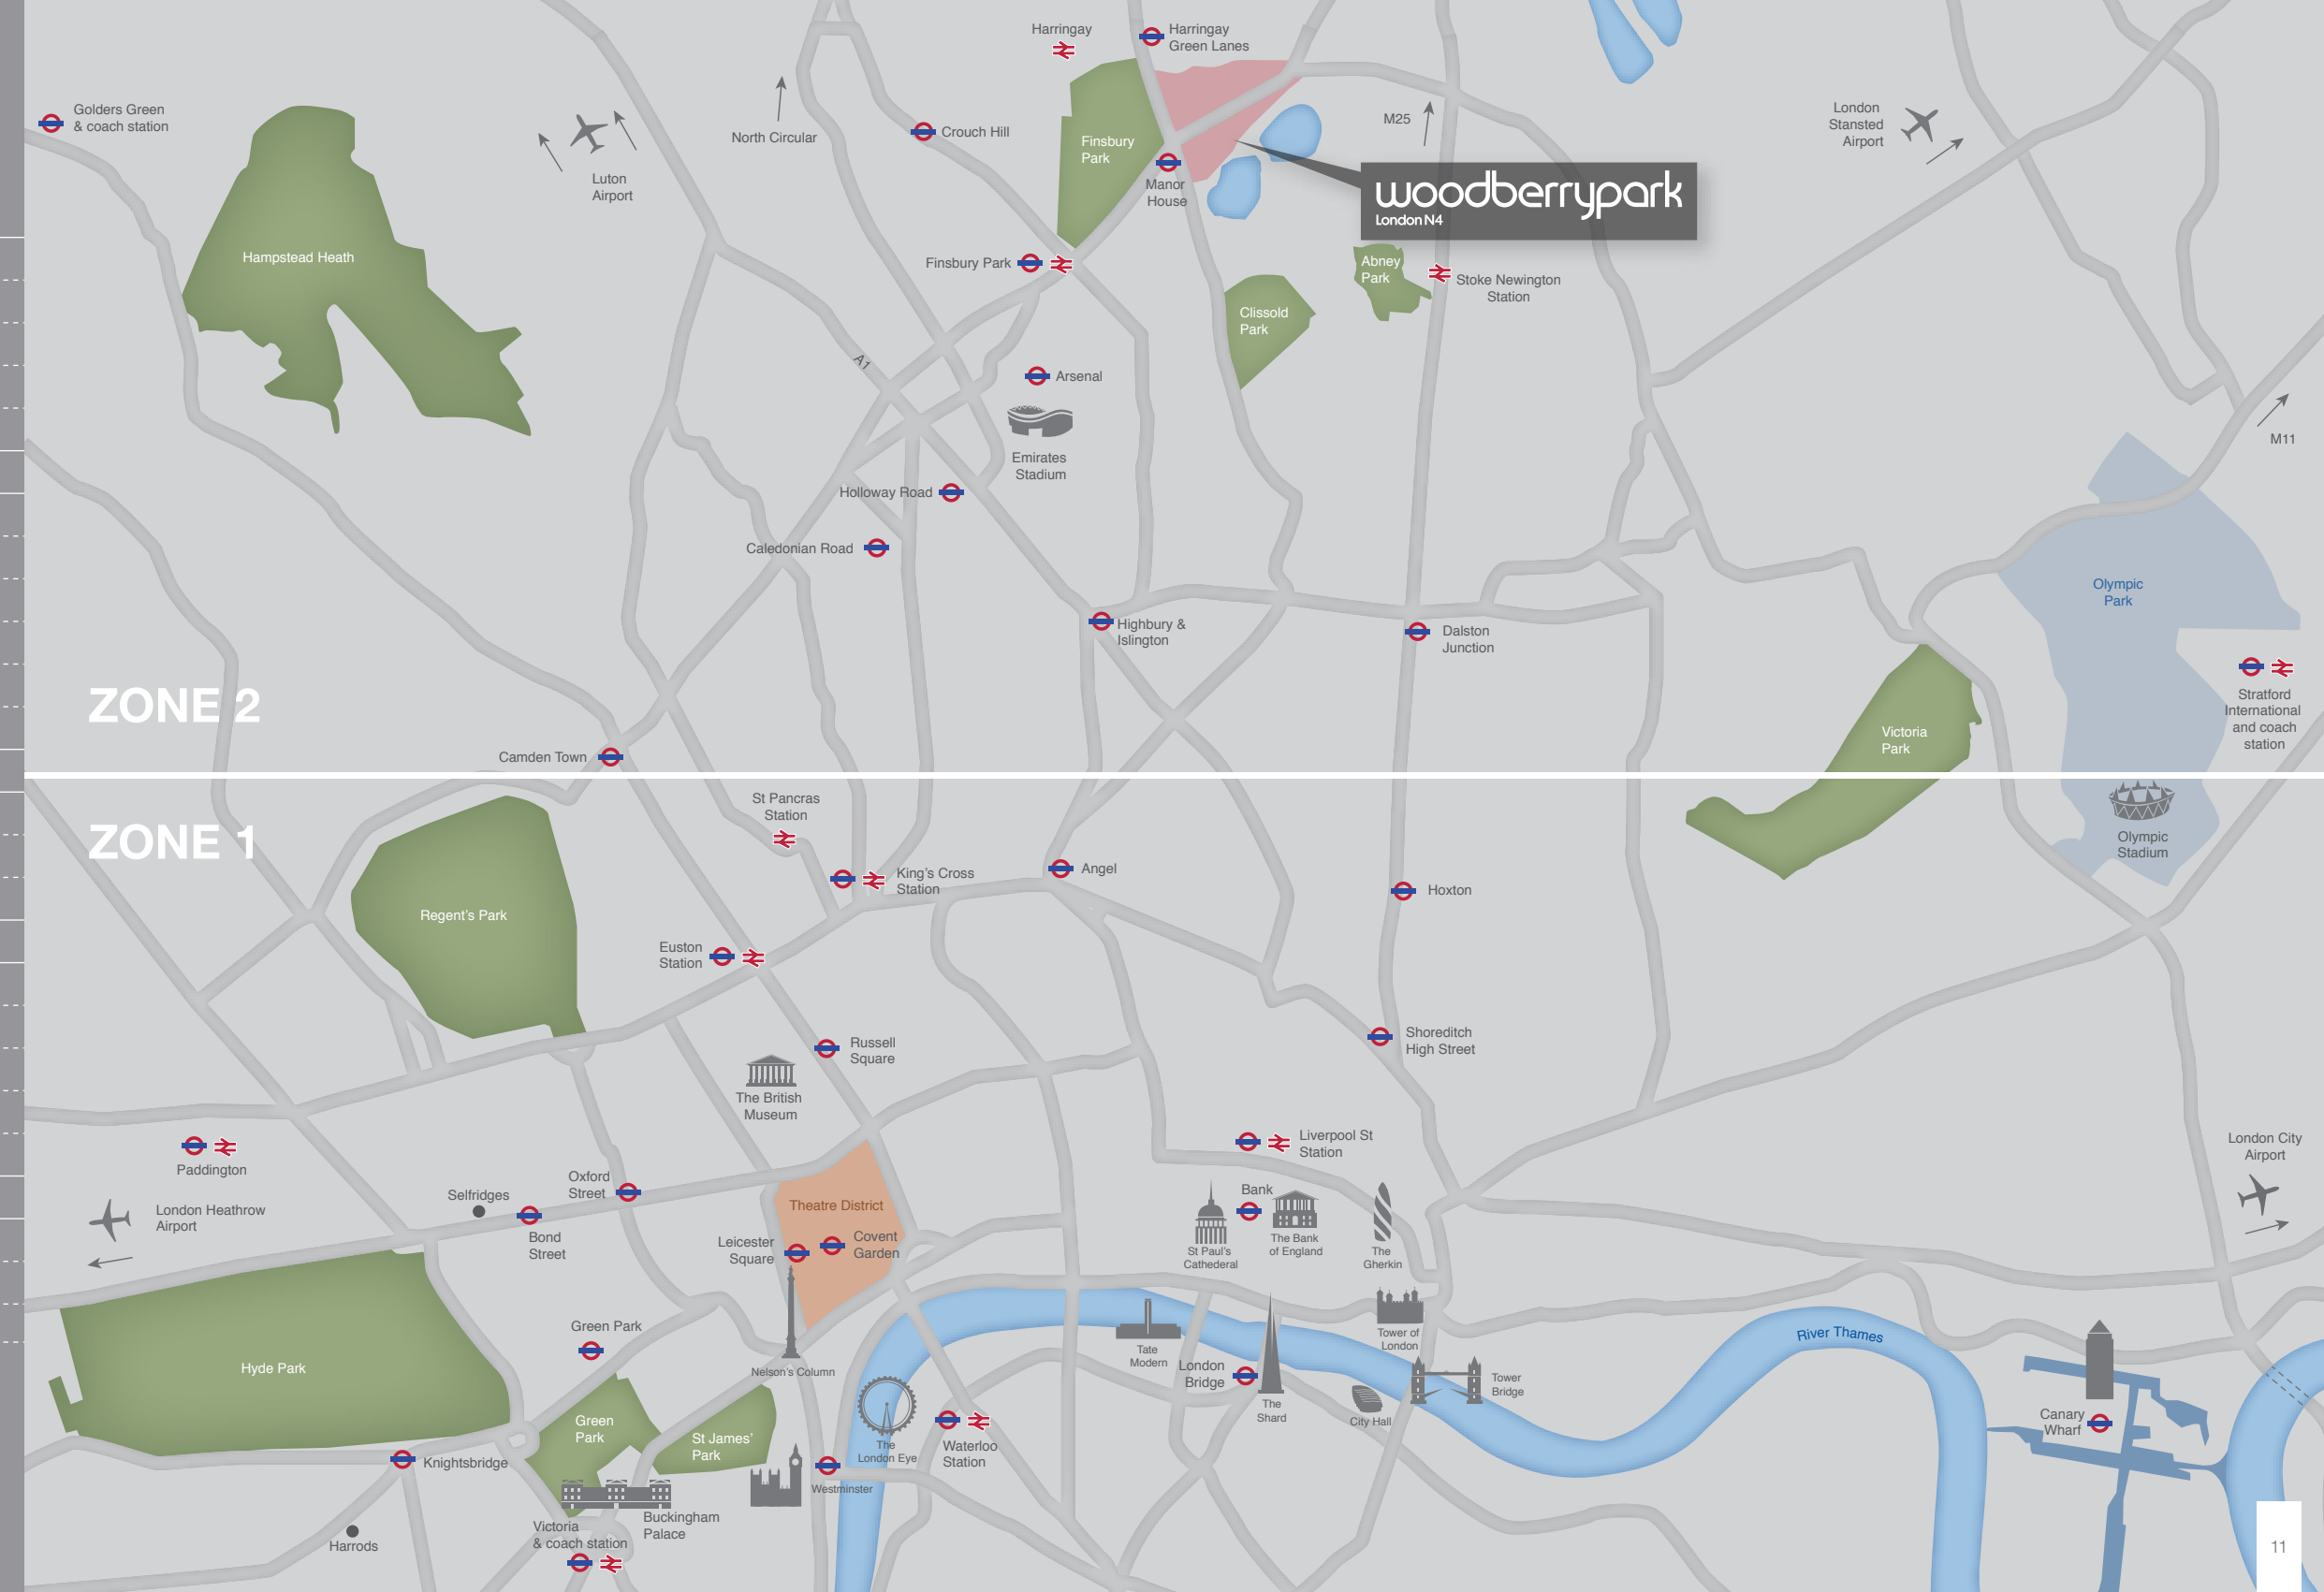 Harringay
Harringay
Green Lanes
Golders Green
& coach station
Luton
Airport
North Circular
Crouch Hill
Finsbury
Park
Manor
House
M25
London
Stansted
Airport
woodberrypark
London N4
Hampstead Heath
Finsbury Park
Abney
Park
Stoke Newington
Station
Clissold
Park
A1
Arsenal
Emirates
Stadium
M11
Holloway Road
Caledonian Road
Highbury &
Islington
Dalston
Junction
Olympic
Park
Stratford
International
and coach
station
Victoria
Park
ZONE 2
Camden Town
ZONE 1
St Pancras
Station
King's Cross
Station
Angel
Hoxton
Olympic
Stadium
Regent's Park
Euston
Station
Russell
Square
Shoreditch
High Street
The British
Museum
Paddington
London Heathrow
Airport
Selfridges
Oxford
Street
Bond
Street
Theatre District
Leicester
Square
Covent
Garden
Liverpool St
Station
Bank
St Paul's
Cathederal
The Bank
of England
The
Gherkin
London City
Airport
Hyde Park
Green Park
Nelson's Column
Tate
Modern
London
Bridge
The
Shard
Tower of
London
City Hall
Tower
Bridge
River Thames
Canary
Wharf
Green
Park
St James'
Park
The
London Eye
Waterloo
Station
Westminster
Knightsbridge
Buckingham
Palace
Victoria
& coach station
Harrods
11